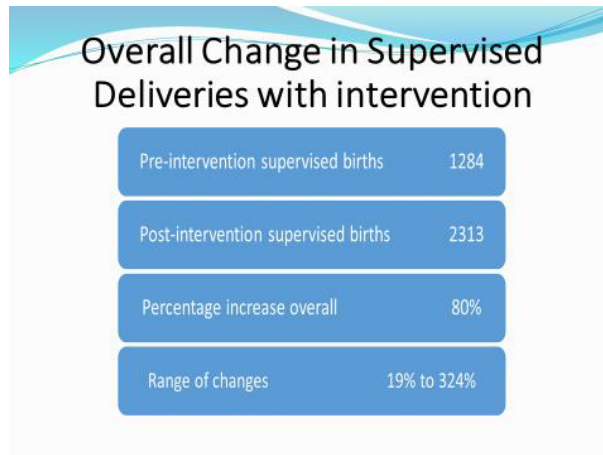 Overall Change in Supervised
Deliveries with intervention
Pre-intervention supervised births 1284
Post-intervention supervised births 2313
Percentage increase overall 80%
Range of changes 19% to 324%